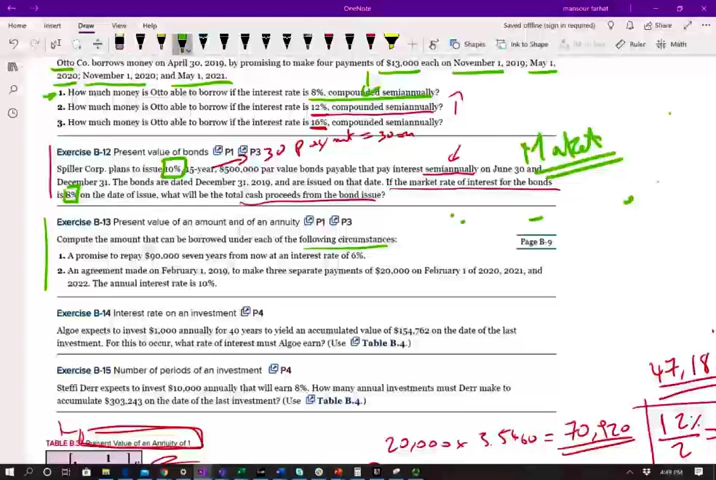 OneNote
mansour farhat
Home Insert Draw View Help
Saved offline (sign in required)
Share
Shapes Ink to Shape Ruler Math
Otto Co. borrows money on April 30, 2019, by promising to make four payments of $13,000 each on November 1, 2019; May 1,
2020; November 1, 2020; and May 1, 2021.
1. How much money is Otto able to borrow if the interest rate is 8%, compounded semiannually?
2. How much money is Otto able to borrow if the interest rate is 12%, compounded semiannually?
3. How much money is Otto able to borrow if the interest rate is 16%, compounded semiannually?
Exercise B-12 Present value of bonds P1 P3
30
Market
Spiller Corp. plans to issue 10%, 15-year, $500,000 par value bonds payable that pay interest semiannually on June 30 and
December 31. The bonds are dated December 31, 2019, and are issued on that date. If the market rate of interest for the bonds
is 8% on the date of issue, what will be the total cash proceeds from the bond issue?
Exercise B-13 Present value of an amount and of an annuity P1 P3
Compute the amount that can be borrowed under each of the following circumstances:
Page B-9
1. A promise to repay $90,000 seven years from now at an interest rate of 6%.
2. An agreement made on February 1, 2019, to make three separate payments of $20,000 on February 1 of 2020, 2021, and
2022. The annual interest rate is 10%.
Exercise B-14 Interest rate on an investment P4
Algoe expects to invest $1,000 annually for 40 years to yield an accumulated value of $154,762 on the date of the last
investment. For this to occur, what rate of interest must Algoe earn? (Use Table B.4.)
Exercise B-15 Number of periods of an investment P4
Steffi Derr expects to invest $10,000 annually that will earn 8%. How many annual investments must Derr make to
accumulate $303,243 on the date of the last investment? (Use Table B.4.)
47,18
20,000 x 3.5460 = 70,920
12%
2
=
Present Value of an Annuity of 1
1
4:49 PM